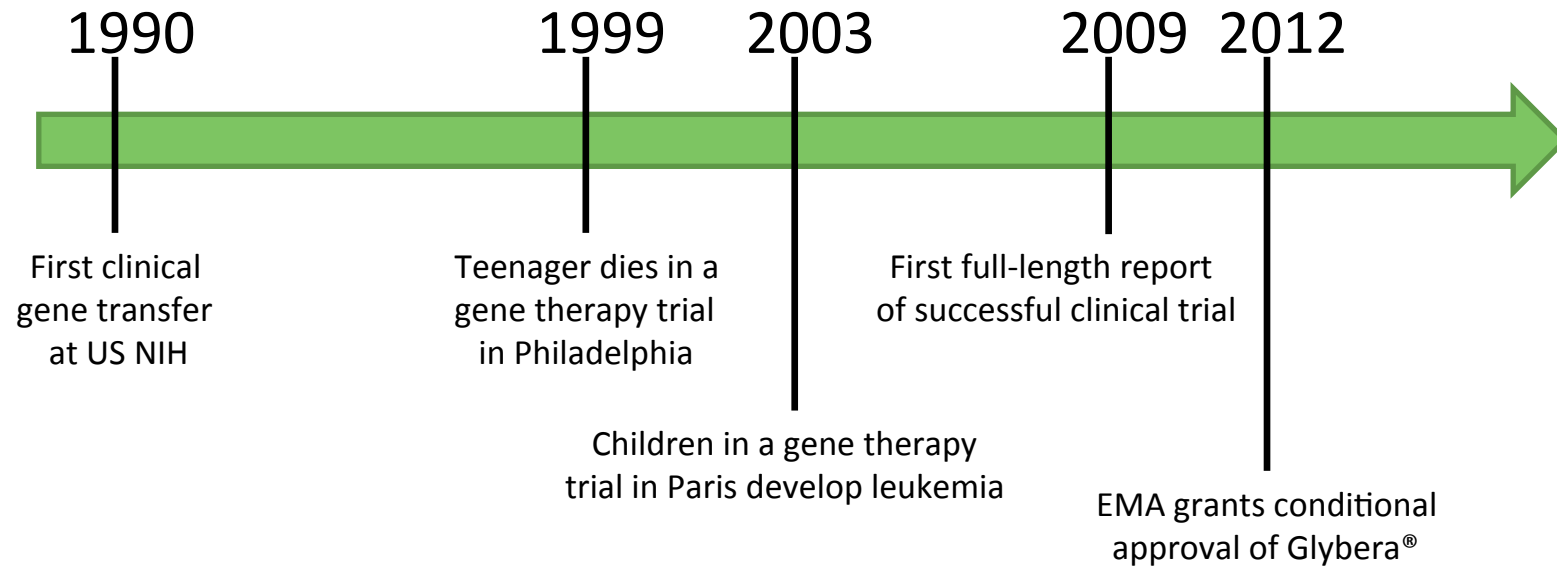 1990
1999
2003
2009
2012
First clinical
gene transfer
at US NIH
Teenager dies in a
gene therapy trial
in Philadelphia
Children in a gene therapy
trial in Paris develop leukemia
First full-length report
of successful clinical trial
EMA grants conditional
approval of Glybera®